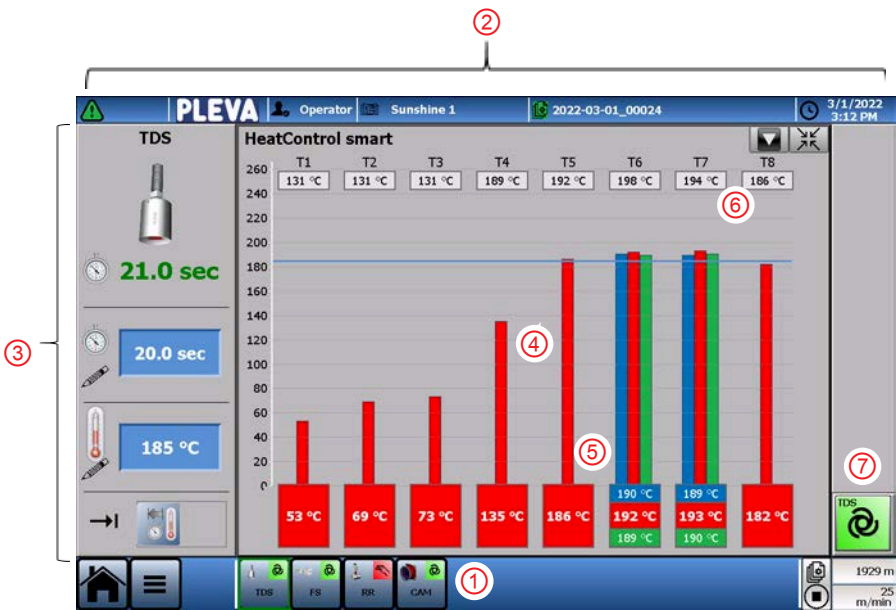 ②
PLEVA Operator Sunshine 1 2022-03-01_00024 3/1/2022
3:12 PM
TDS
HeatControl smart
T1 T2 T3 T4 T5 T6 T7 T8
131 °C 131 °C 131 °C 189 °C 192 °C 198 °C 194 °C 186 °C
260
240
220
200
180
160
140
120
100
80
60
40
20
0
21.0 sec
20.0 sec
185 °C
③
④
⑤
⑥
⑦
190 °C 189 °C
53 °C 69 °C 73 °C 135 °C 186 °C 192 °C 193 °C 182 °C
189 °C 190 °C
TDS
TDS FS RR CAM
①
1929 m
25
m/min